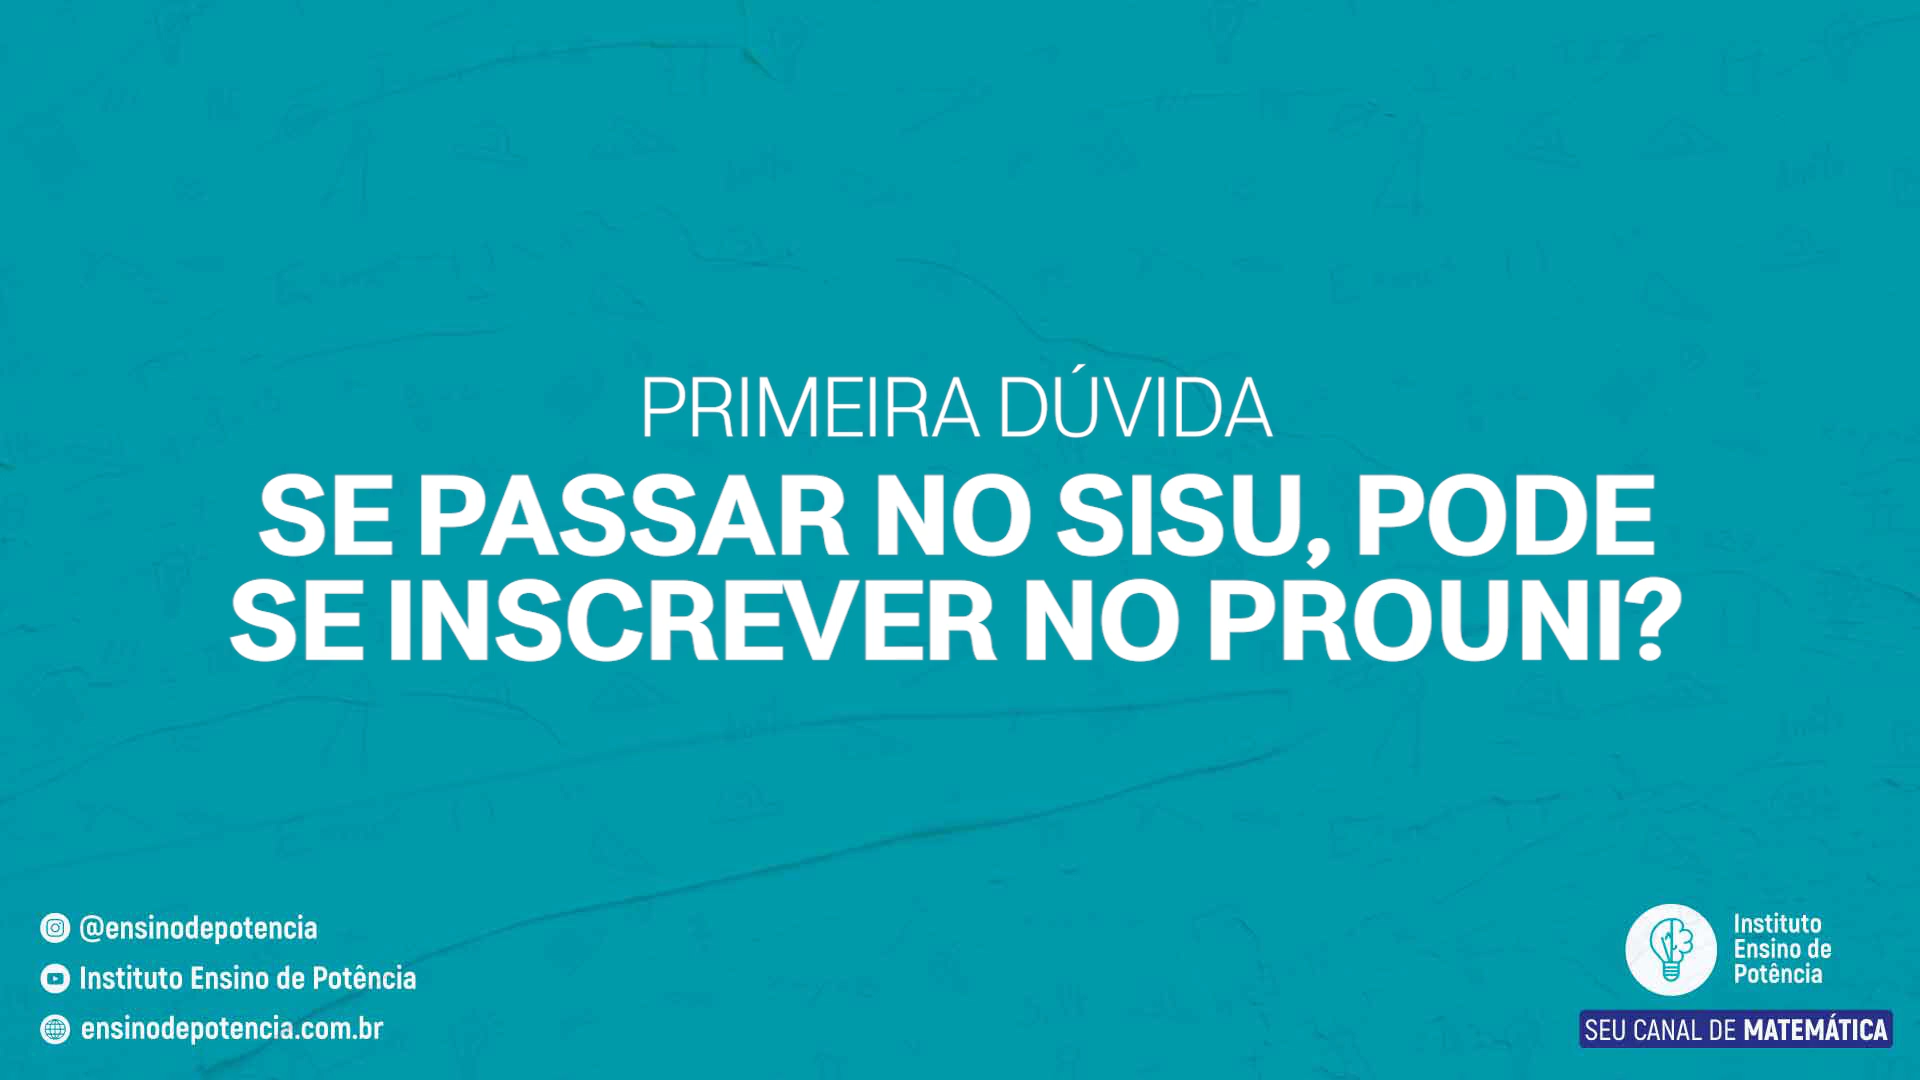 PRIMEIRA DÚVIDA
SE PASSAR NO SISU, PODE
SE INSCREVER NO PROUNI?
@ensinodepotencia
Instituto Ensino de Potência
ensinodepotencia.com.br
Instituto
Ensino de
Potência
SEU CANAL DE MATEMÁTICA